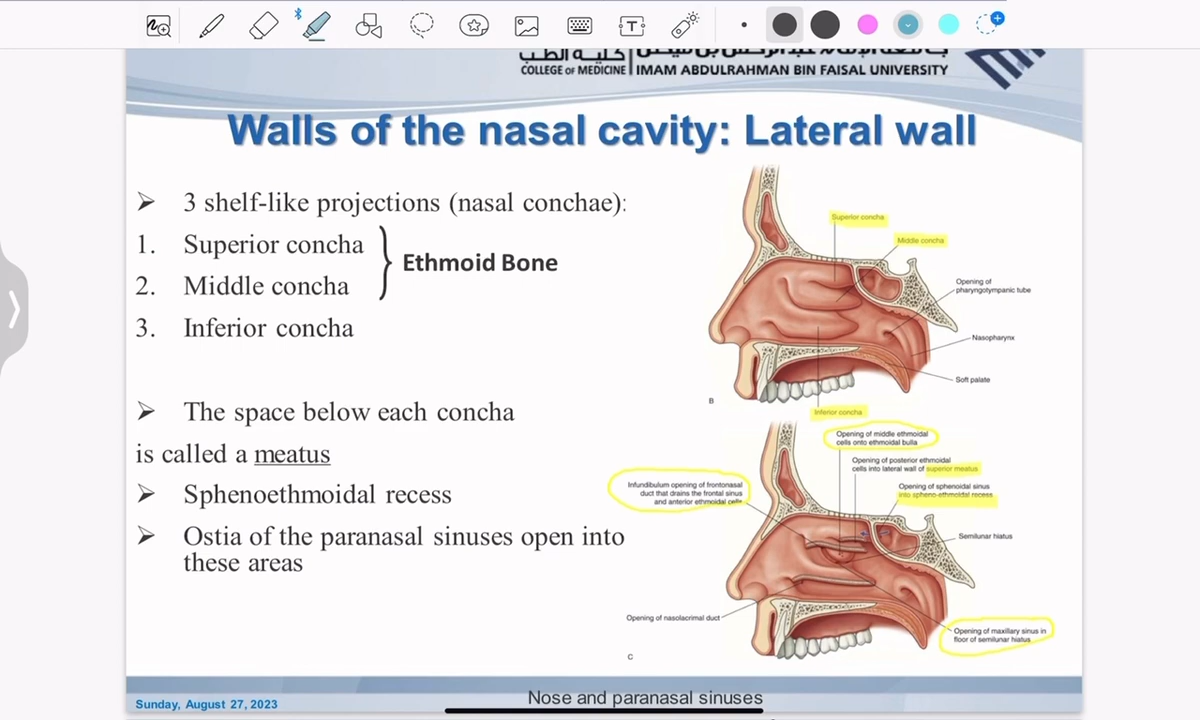 COLLEGE OF MEDICINE | IMAM ABDULRAHMAN BIN FAISAL UNIVERSITY
Walls of the nasal cavity: Lateral wall
➢ 3 shelf-like projections (nasal conchae):
1. Superior concha
2. Middle concha
Ethmoid Bone
3. Inferior concha
➢ The space below each concha
is called a meatus
➢ Sphenoethmoidal recess
➢ Ostia of the paranasal sinuses open into
these areas
Superior concha
Middle concha
Opening of
pharyngotympanic tube
Nasopharynx
Soft palate
B
Inferior concha
Opening of middle ethmoidal
cells onto ethmoidal bulla
Opening of posterior ethmoidal
cells into lateral wall of superior meatus
Infundibulum opening of frontonasal
duct that drains the frontal sinus
and anterior ethmoidal cells
Opening of sphenoidal sinus
into spheno-ethmoidal recess
Semilunar hiatus
Opening of nasolacrimal duct
Opening of maxillary sinus in
floor of semilunar hiatus
C
Sunday, August 27, 2023
Nose and paranasal sinuses